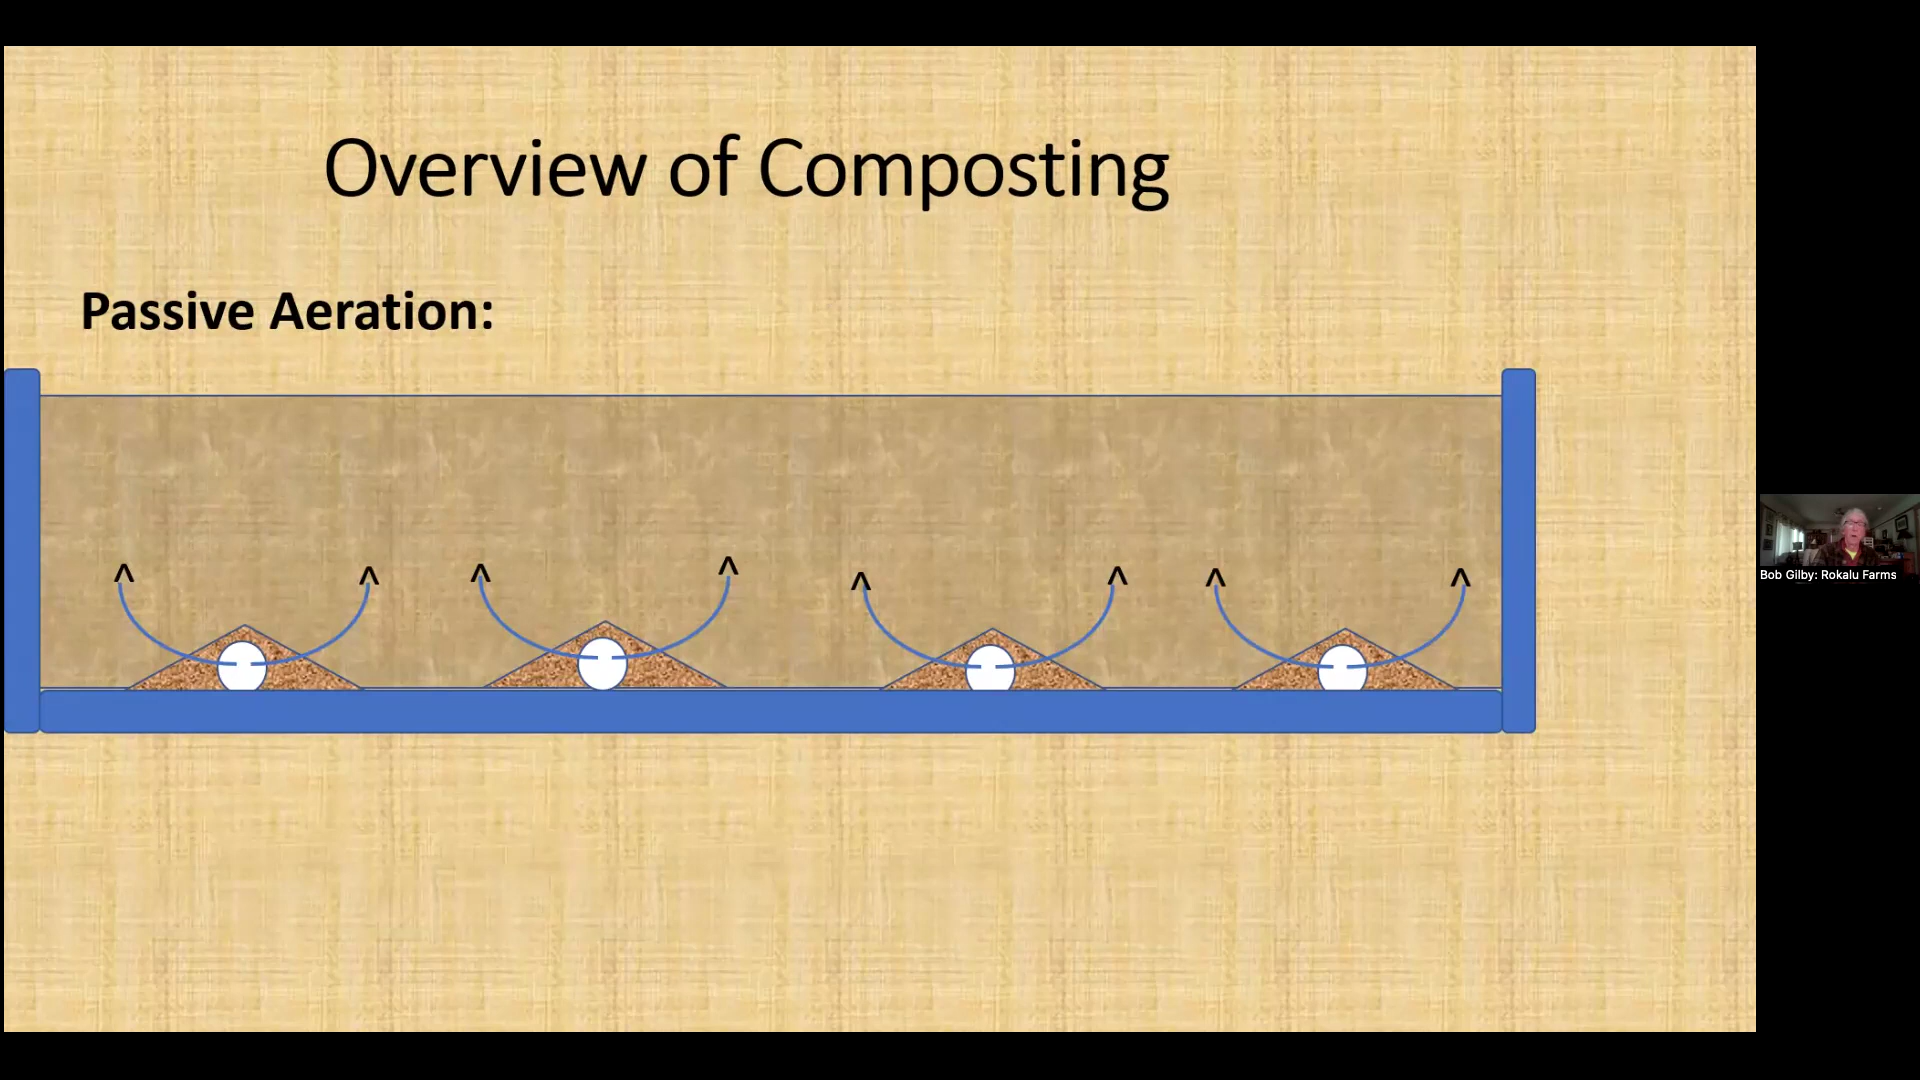 Overview of Composting
Passive Aeration:
^ ^ ^ ^ ^ ^ ^ ^
Bob Gilby: Rokalu Farms